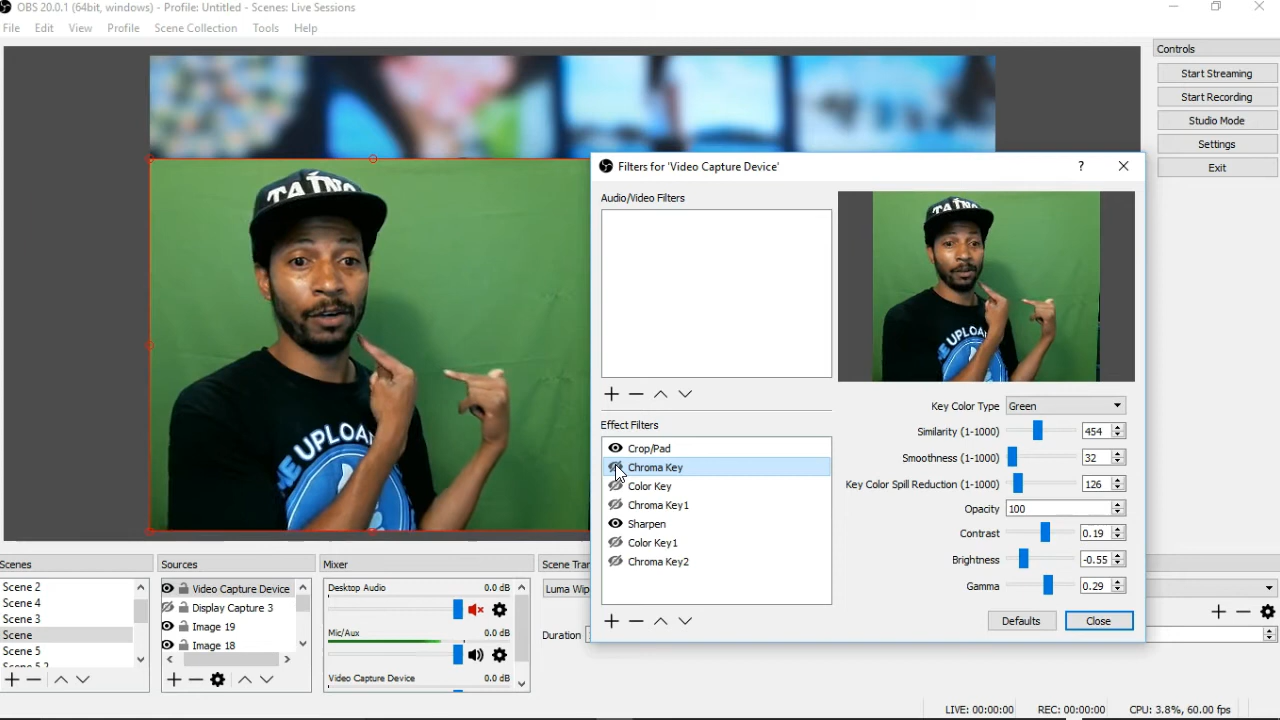 OBS 20.0.1 (64bit, windows) - Profile: Untitled - Scenes: Live Sessions
File Edit View Profile Scene Collection Tools Help
Controls
Start Streaming
Start Recording
Studio Mode
Settings
Exit
TAÍNO
UPLOA
Filters for 'Video Capture Device' ?
Audio/Video Filters
Effect Filters
Crop/Pad
Chroma Key
Color Key
Chroma Key1
Sharpen
Color Key1
Chroma Key2
Key Color Type Green
Similarity (1-1000) 454
Smoothness (1-1000) 32
Key Color Spill Reduction (1-1000) 126
Opacity 100
Contrast 0.19
Brightness -0.55
Gamma 0.29
Defaults Close
Scenes
Scene 2
Scene 4
Scene 3
Scene
Scene 5
Scene 5 2
Sources
Video Capture Device
Display Capture 3
Image 19
Image 18
Mixer
Desktop Audio 0.0 dB
Mic/Aux 0.0 dB
Video Capture Device 0.0 dB
Scene Tran
Luma Wip
Duration
LIVE: 00:00:00 REC: 00:00:00 CPU: 3.8%, 60.00 fps